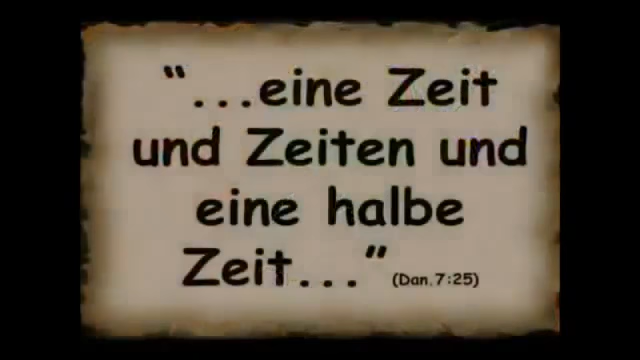 “...eine Zeit
und Zeiten und
eine halbe
Zeit...” (Dan.7:25)